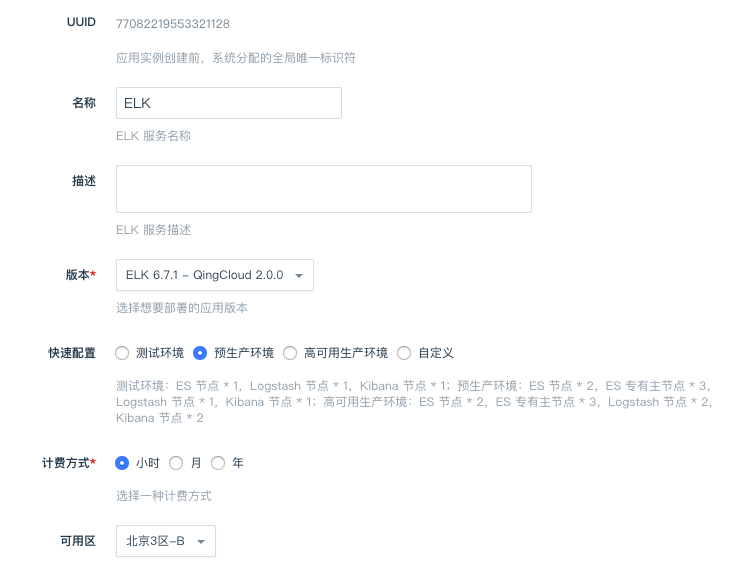 UUID 77082219553321128
应用实例创建前，系统分配的全局唯一标识符
名称 ELK
ELK 服务名称
描述
ELK 服务描述
版本* ELK 6.7.1 – QingCloud 2.0.0
选择想要部署的应用版本
快速配置 测试环境 预生产环境 高可用生产环境 自定义
测试环境：ES 节点 * 1，Logstash 节点 * 1，Kibana 节点 * 1；预生产环境：ES 节点 * 2，ES 专有主节点 * 3，
Logstash 节点 * 1，Kibana 节点 * 1；高可用生产环境：ES 节点 * 2，ES 专有主节点 * 3，Logstash 节点 * 2，
Kibana 节点 * 2
计费方式* 小时 月 年
选择一种计费方式
可用区 北京3区-B